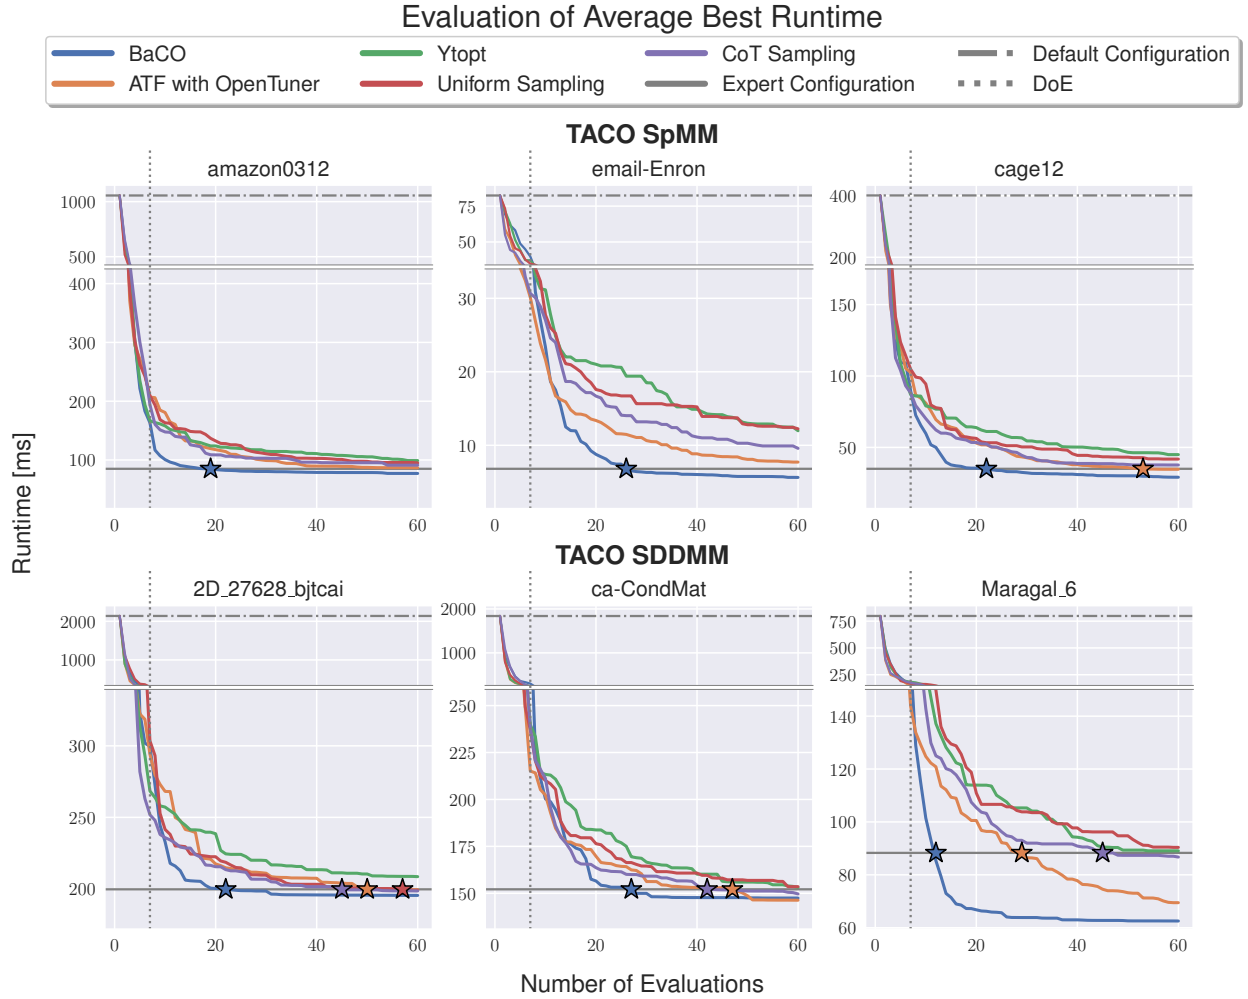 Evaluation of Average Best Runtime
BaCO
Ytopt
CoT Sampling
Default Configuration
ATF with OpenTuner
Uniform Sampling
Expert Configuration
DoE
TACO SpMM
amazon0312
email-Enron
cage12
1000
500
400
300
200
100
0 20 40 60
75
50
30
20
10
0 20 40 60
400
200
150
100
50
0 20 40 60
Runtime [ms]
TACO SDDMM
2D_27628_bjtcai
ca-CondMat
Maragal_6
2000
1000
300
250
200
0 20 40 60
2000
1000
250
225
200
175
150
0 20 40 60
750
500
250
140
120
100
80
60
0 20 40 60
Number of Evaluations